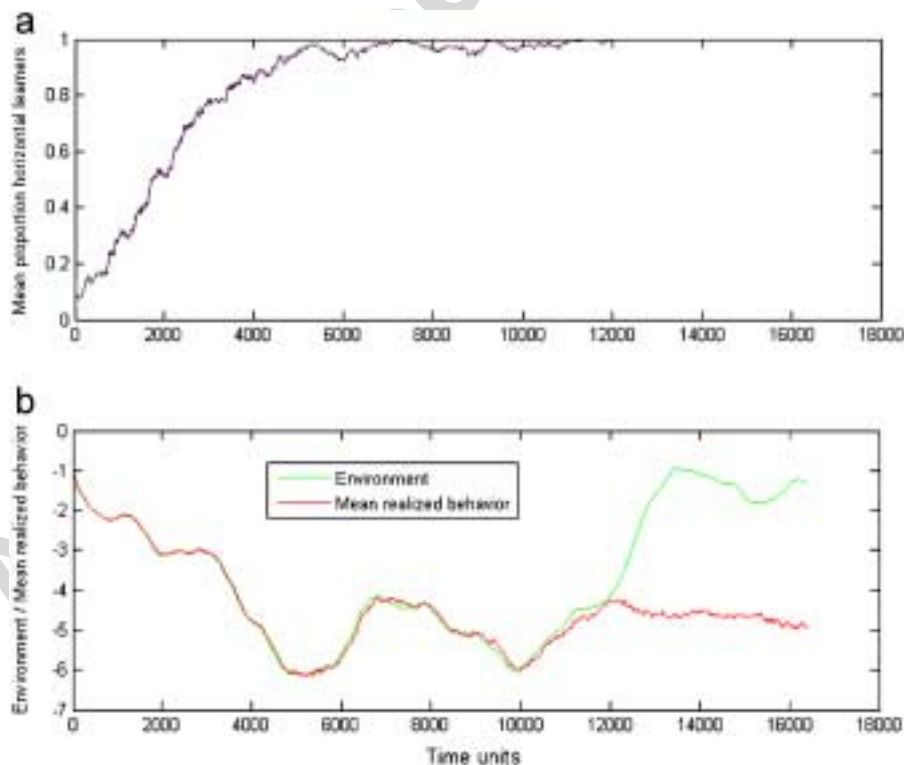 a
Mean proportion horizontal learners
1
0.8
0.6
0.4
0.2
0
0 2000 4000 6000 8000 10000 12000 14000 16000 18000
b
Environment / Mean realized behavior
0
-1
-2
-3
-4
-5
-6
-7
Environment
Mean realized behavior
0 2000 4000 6000 8000 10000 12000 14000 16000 18000
Time units